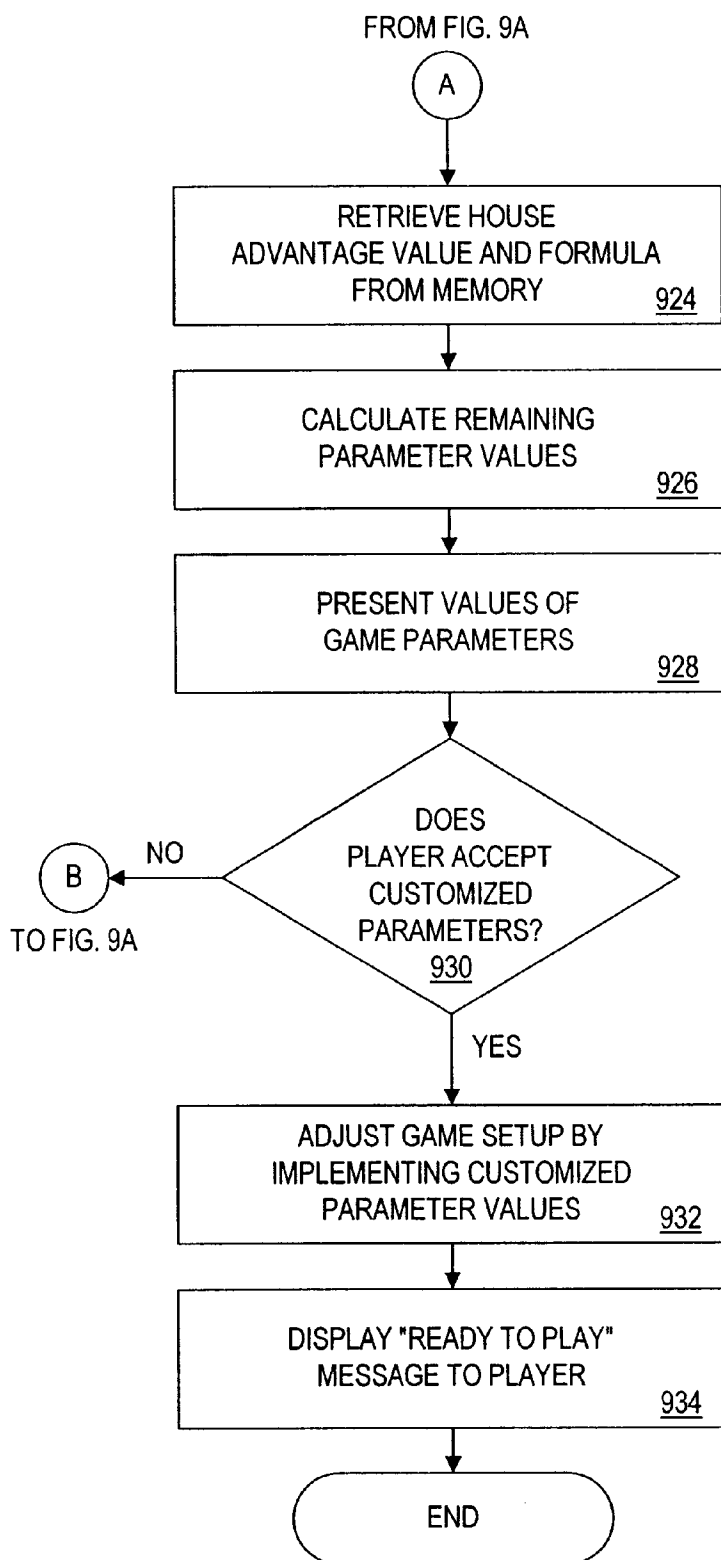 FROM FIG. 9A
A
RETRIEVE HOUSE
ADVANTAGE VALUE AND FORMULA
FROM MEMORY
924
CALCULATE REMAINING
PARAMETER VALUES
926
PRESENT VALUES OF
GAME PARAMETERS
928
DOES
PLAYER ACCEPT
CUSTOMIZED
PARAMETERS?
930
NO
B
TO FIG. 9A
YES
ADJUST GAME SETUP BY
IMPLEMENTING CUSTOMIZED
PARAMETER VALUES
932
DISPLAY "READY TO PLAY"
MESSAGE TO PLAYER
934
END